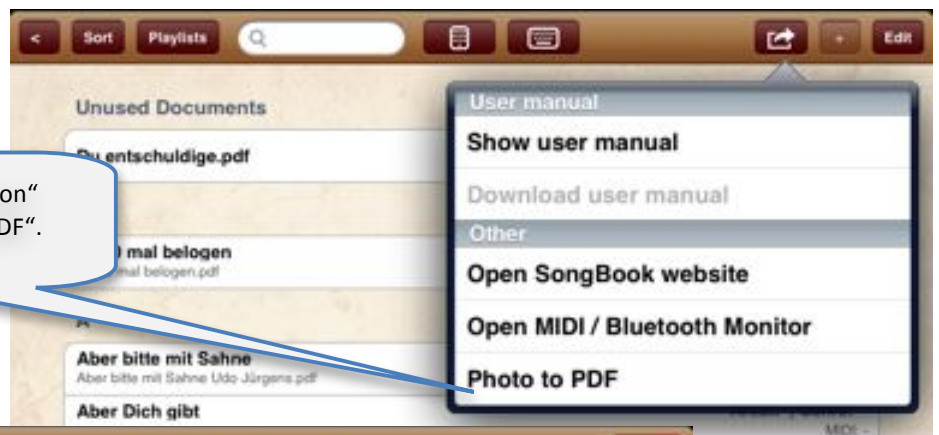 <
Sort
Playlists
+
Edit
Unused Documents
entschuldige.pdf
mal belogen
mal belogen.pdf
A
Aber bitte mit Sahne
Aber bitte mit Sahne Udo Jürgens.pdf
Aber Dich gibt
on“
DF“.
User manual
Show user manual
Download user manual
Other
Open SongBook website
Open MIDI / Bluetooth Monitor
Photo to PDF
MIDI: -